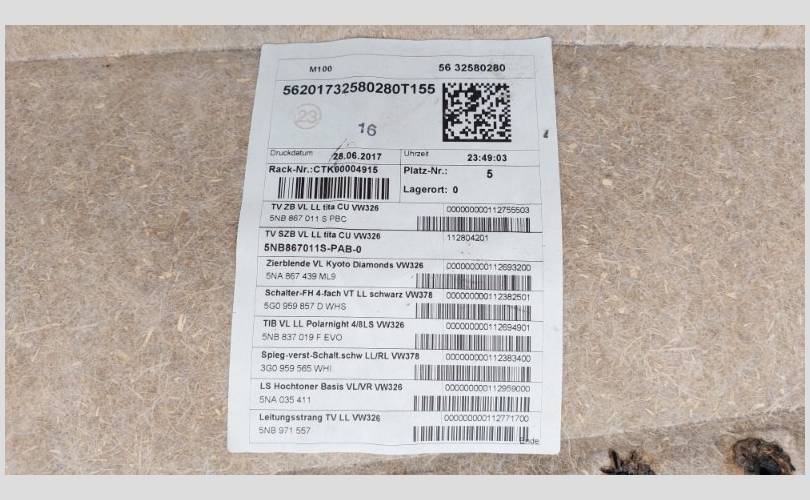 M100 56 32580280
56201732580280T155
23
16
Druckdatum 28.06.2017 Uhrzeit 23:49:03
Rack-Nr.:CTK00004915 Platz-Nr.: 5
Lagerort: 0
TV ZB VL LL tita CU VW326 000000000112755503
5NB 867 011 S PBC
TV SZB VL LL tita CU VW326 112804201
5NB867011S-PAB-0
Zierblende VL Kyoto Diamonds VW326 000000000112693200
5NA 867 439 ML9
Schalter-FH 4-fach VT LL schwarz VW378 000000000112382501
5G0 959 857 D WHS
TIB VL LL Polarnight 4/8LS VW326 000000000112694901
5NB 837 019 F EVO
Spieg-verst-Schalt.schw LL/RL VW378 000000000112383400
3G0 959 565 WHI
LS Hochtoner Basis VL/VR VW326 000000000112959000
5NA 035 411
Leitungsstrang TV LL VW326 000000000112771700
5NB 971 557
Ende